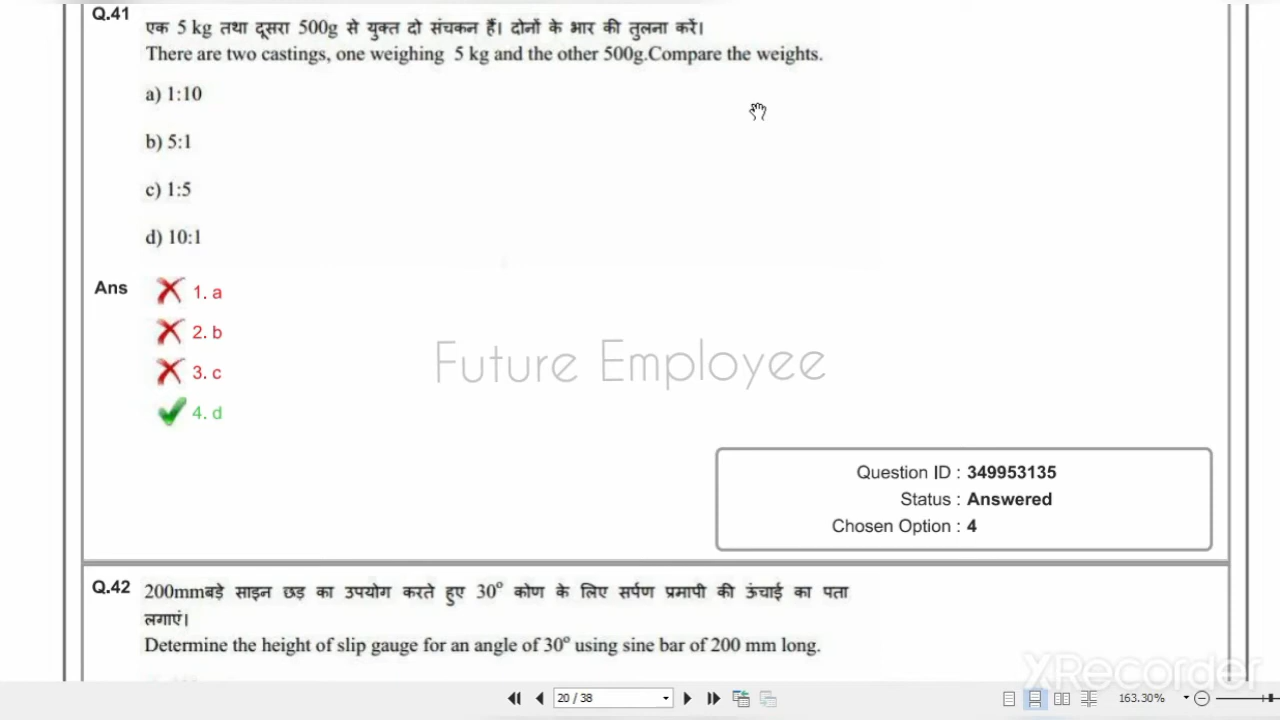 Q.41
एक 5 kg तथा दूसरा 500g से युक्त दो संचकन हैं। दोनों के भार की तुलना करें।
There are two castings, one weighing 5 kg and the other 500g.Compare the weights.
a) 1:10
b) 5:1
c) 1:5
d) 10:1
Ans
1. a
2. b
3. c
4. d
Future Employee
Question ID : 349953135
Status : Answered
Chosen Option : 4
Q.42
200mmबड़े साइन छड़ का उपयोग करते हुए 30° कोण के लिए सर्पण प्रमापी की ऊंचाई का पता
लगाएं।
Determine the height of slip gauge for an angle of 30° using sine bar of 200 mm long.
XRecorder
20 / 38
163.30%